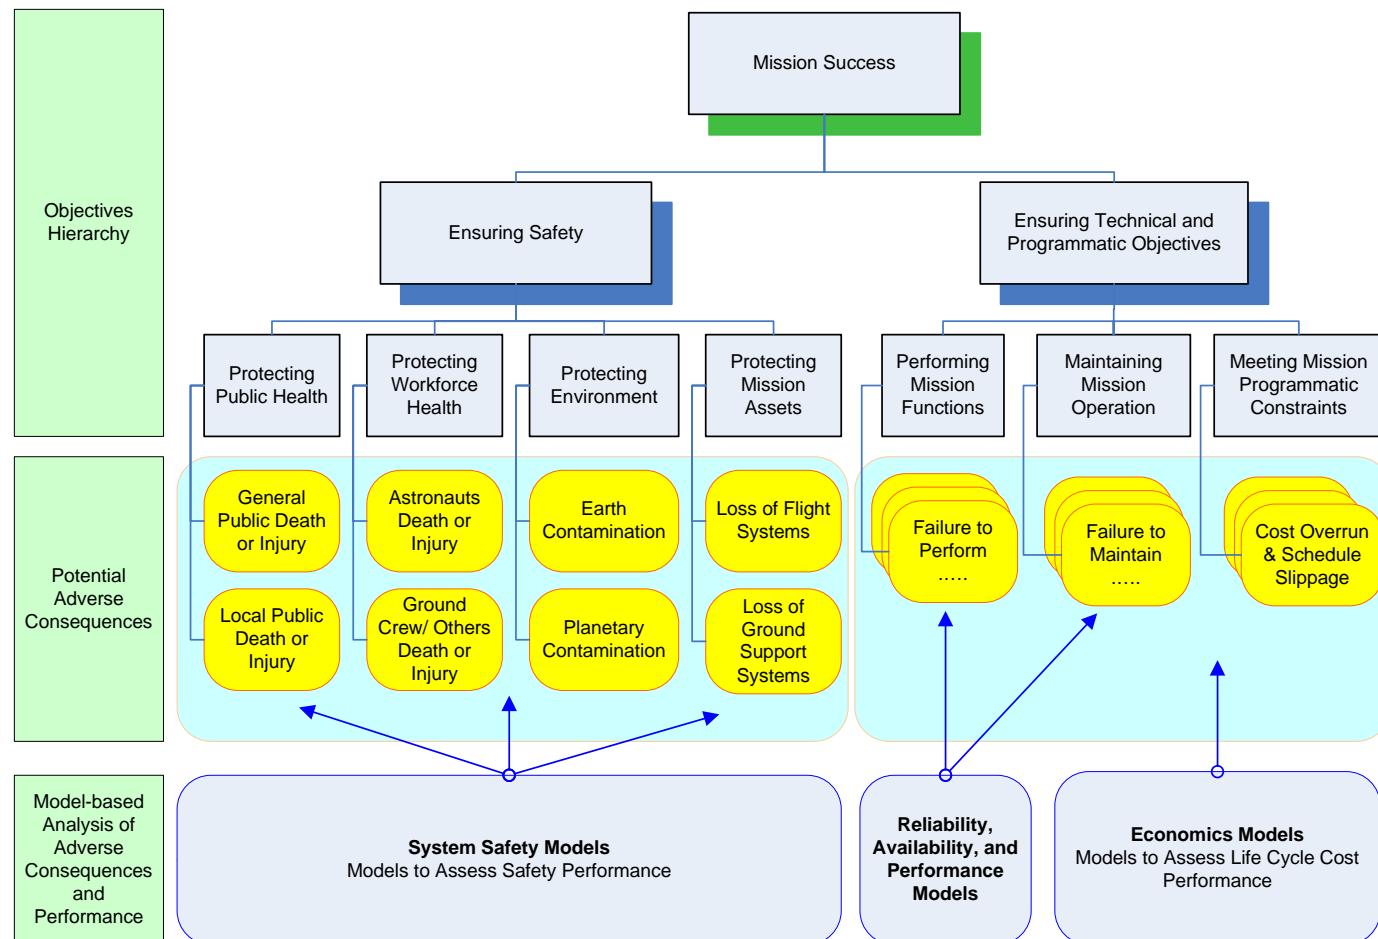 Mission Success
Objectives
Hierarchy
Ensuring Safety
Ensuring Technical and
Programmatic Objectives
Protecting
Public Health
Protecting
Workforce
Health
Protecting
Environment
Protecting
Mission
Assets
Performing
Mission
Functions
Maintaining
Mission
Operation
Meeting Mission
Programmatic
Constraints
Potential
Adverse
Consequences
General
Public Death
or Injury
Astronauts
Death or
Injury
Earth
Contamination
Loss of Flight
Systems
Failure to
Perform
.....
Failure to
Maintain
.....
Cost Overrun
& Schedule
Slippage
Local Public
Death or
Injury
Ground
Crew/ Others
Death or
Injury
Planetary
Contamination
Loss of
Ground
Support
Systems
Model-based
Analysis of
Adverse
Consequences
and
Performance
System Safety Models
Models to Assess Safety Performance
Reliability,
Availability, and
Performance
Models
Economics Models
Models to Assess Life Cycle Cost
Performance